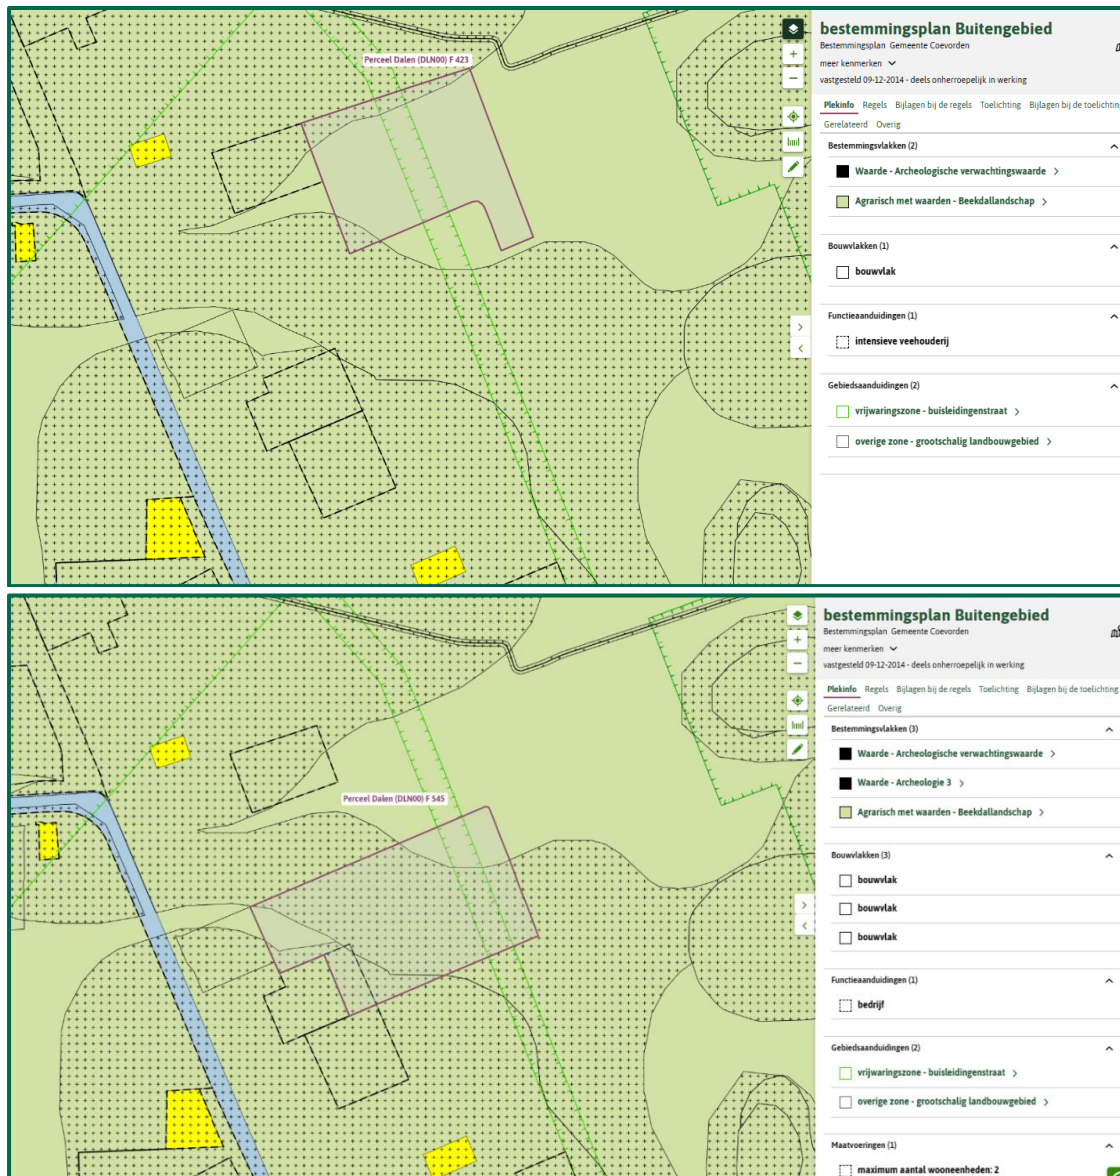 Perceel Dalen (DLN00) F 423
bestemmingsplan Buitengebied
Bestemmingsplan Gemeente Coevorden
meer kenmerken
vastgesteld 09-12-2014 - deels onherroepelijk in werking
Plekinfo Regels Bijlagen bij de regels Toelichting Bijlagen bij de toelichting
Gerelateerd Overig
Bestemmingsvlakken (2)
Waarde - Archeologische verwachtingswaarde >
Agrarisch met waarden - Beekdallandschap >
Bouwvlakken (1)
bouwvlak
Functieaanduidingen (1)
intensieve veehouderij
Gebiedsaanduidingen (2)
vrijwaringszone - buisleidingenstraat >
overige zone - grootschalig landbouwgebied >
Perceel Dalen (DLN00) F 545
bestemmingsplan Buitengebied
Bestemmingsplan Gemeente Coevorden
meer kenmerken
vastgesteld 09-12-2014 - deels onherroepelijk in werking
Plekinfo Regels Bijlagen bij de regels Toelichting Bijlagen bij de toelichting
Gerelateerd Overig
Bestemmingsvlakken (3)
Waarde - Archeologische verwachtingswaarde >
Waarde - Archeologie 3 >
Agrarisch met waarden - Beekdallandschap >
Bouwvlakken (3)
bouwvlak
bouwvlak
bouwvlak
Functieaanduidingen (1)
bedrijf
Gebiedsaanduidingen (2)
vrijwaringszone - buisleidingenstraat >
overige zone - grootschalig landbouwgebied >
Maatvoeringen (1)
maximum aantal wooneenheden: 2